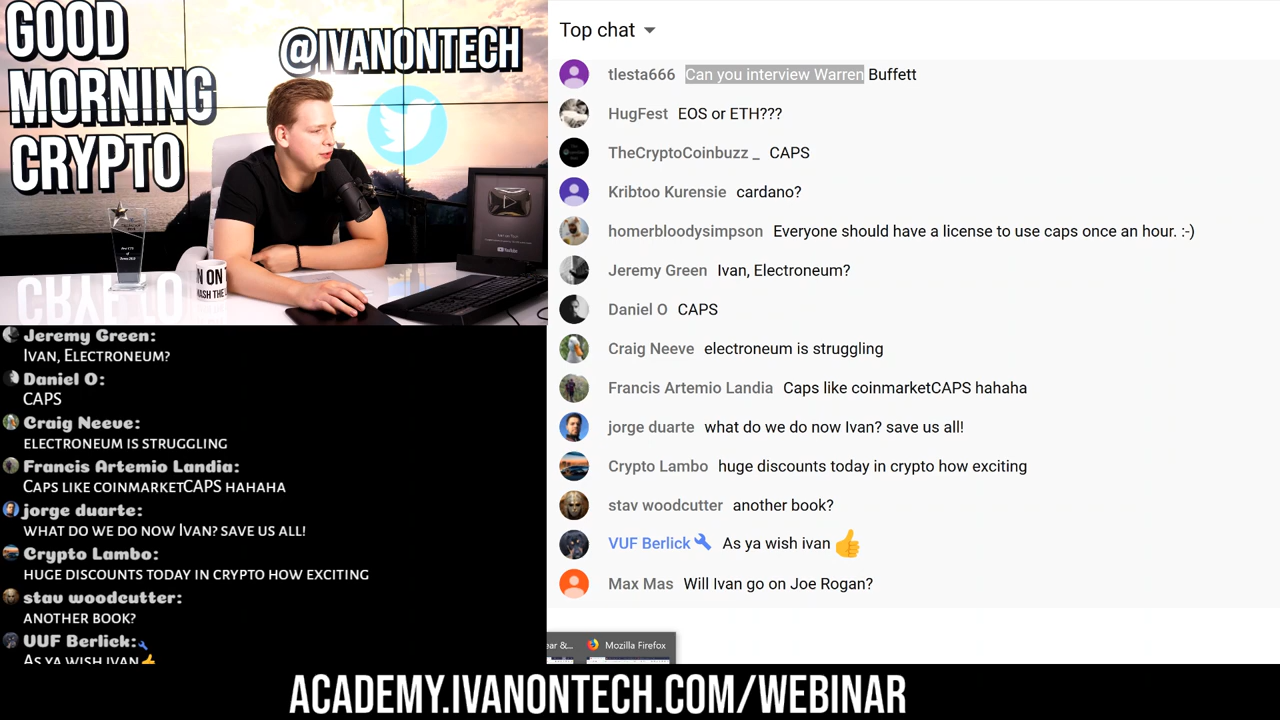 GOOD
MORNING
CRYPTO
@IVANONTECH
YouTube
N ON T
HASH THE
CRYPTO
Jeremy Green:
Ivan, Electroneum?
Daniel O:
CAPS
Craig Neeve:
electroneum is struggling
Francis Artemio Landia:
Caps like coinmarketCAPS hahaha
jorge duarte:
what do we do now Ivan? save us all!
Crypto Lambo:
huge discounts today in crypto how exciting
stav woodcutter:
another book?
VUF Berlick:
As ya wish ivan👍
Top chat
tlesta666 Can you interview Warren Buffett
HugFest EOS or ETH???
TheCryptoCoinbuzz _ CAPS
Kribtoo Kurensie cardano?
homerbloodysimpson Everyone should have a license to use caps once an hour. :-)
Jeremy Green Ivan, Electroneum?
Daniel O CAPS
Craig Neeve electroneum is struggling
Francis Artemio Landia Caps like coinmarketCAPS hahaha
jorge duarte what do we do now Ivan? save us all!
Crypto Lambo huge discounts today in crypto how exciting
stav woodcutter another book?
VUF Berlick As ya wish ivan 👍
Max Mas Will Ivan go on Joe Rogan?
ear &... Mozilla Firefox
ACADEMY.IVANONTECH.COM/WEBINAR